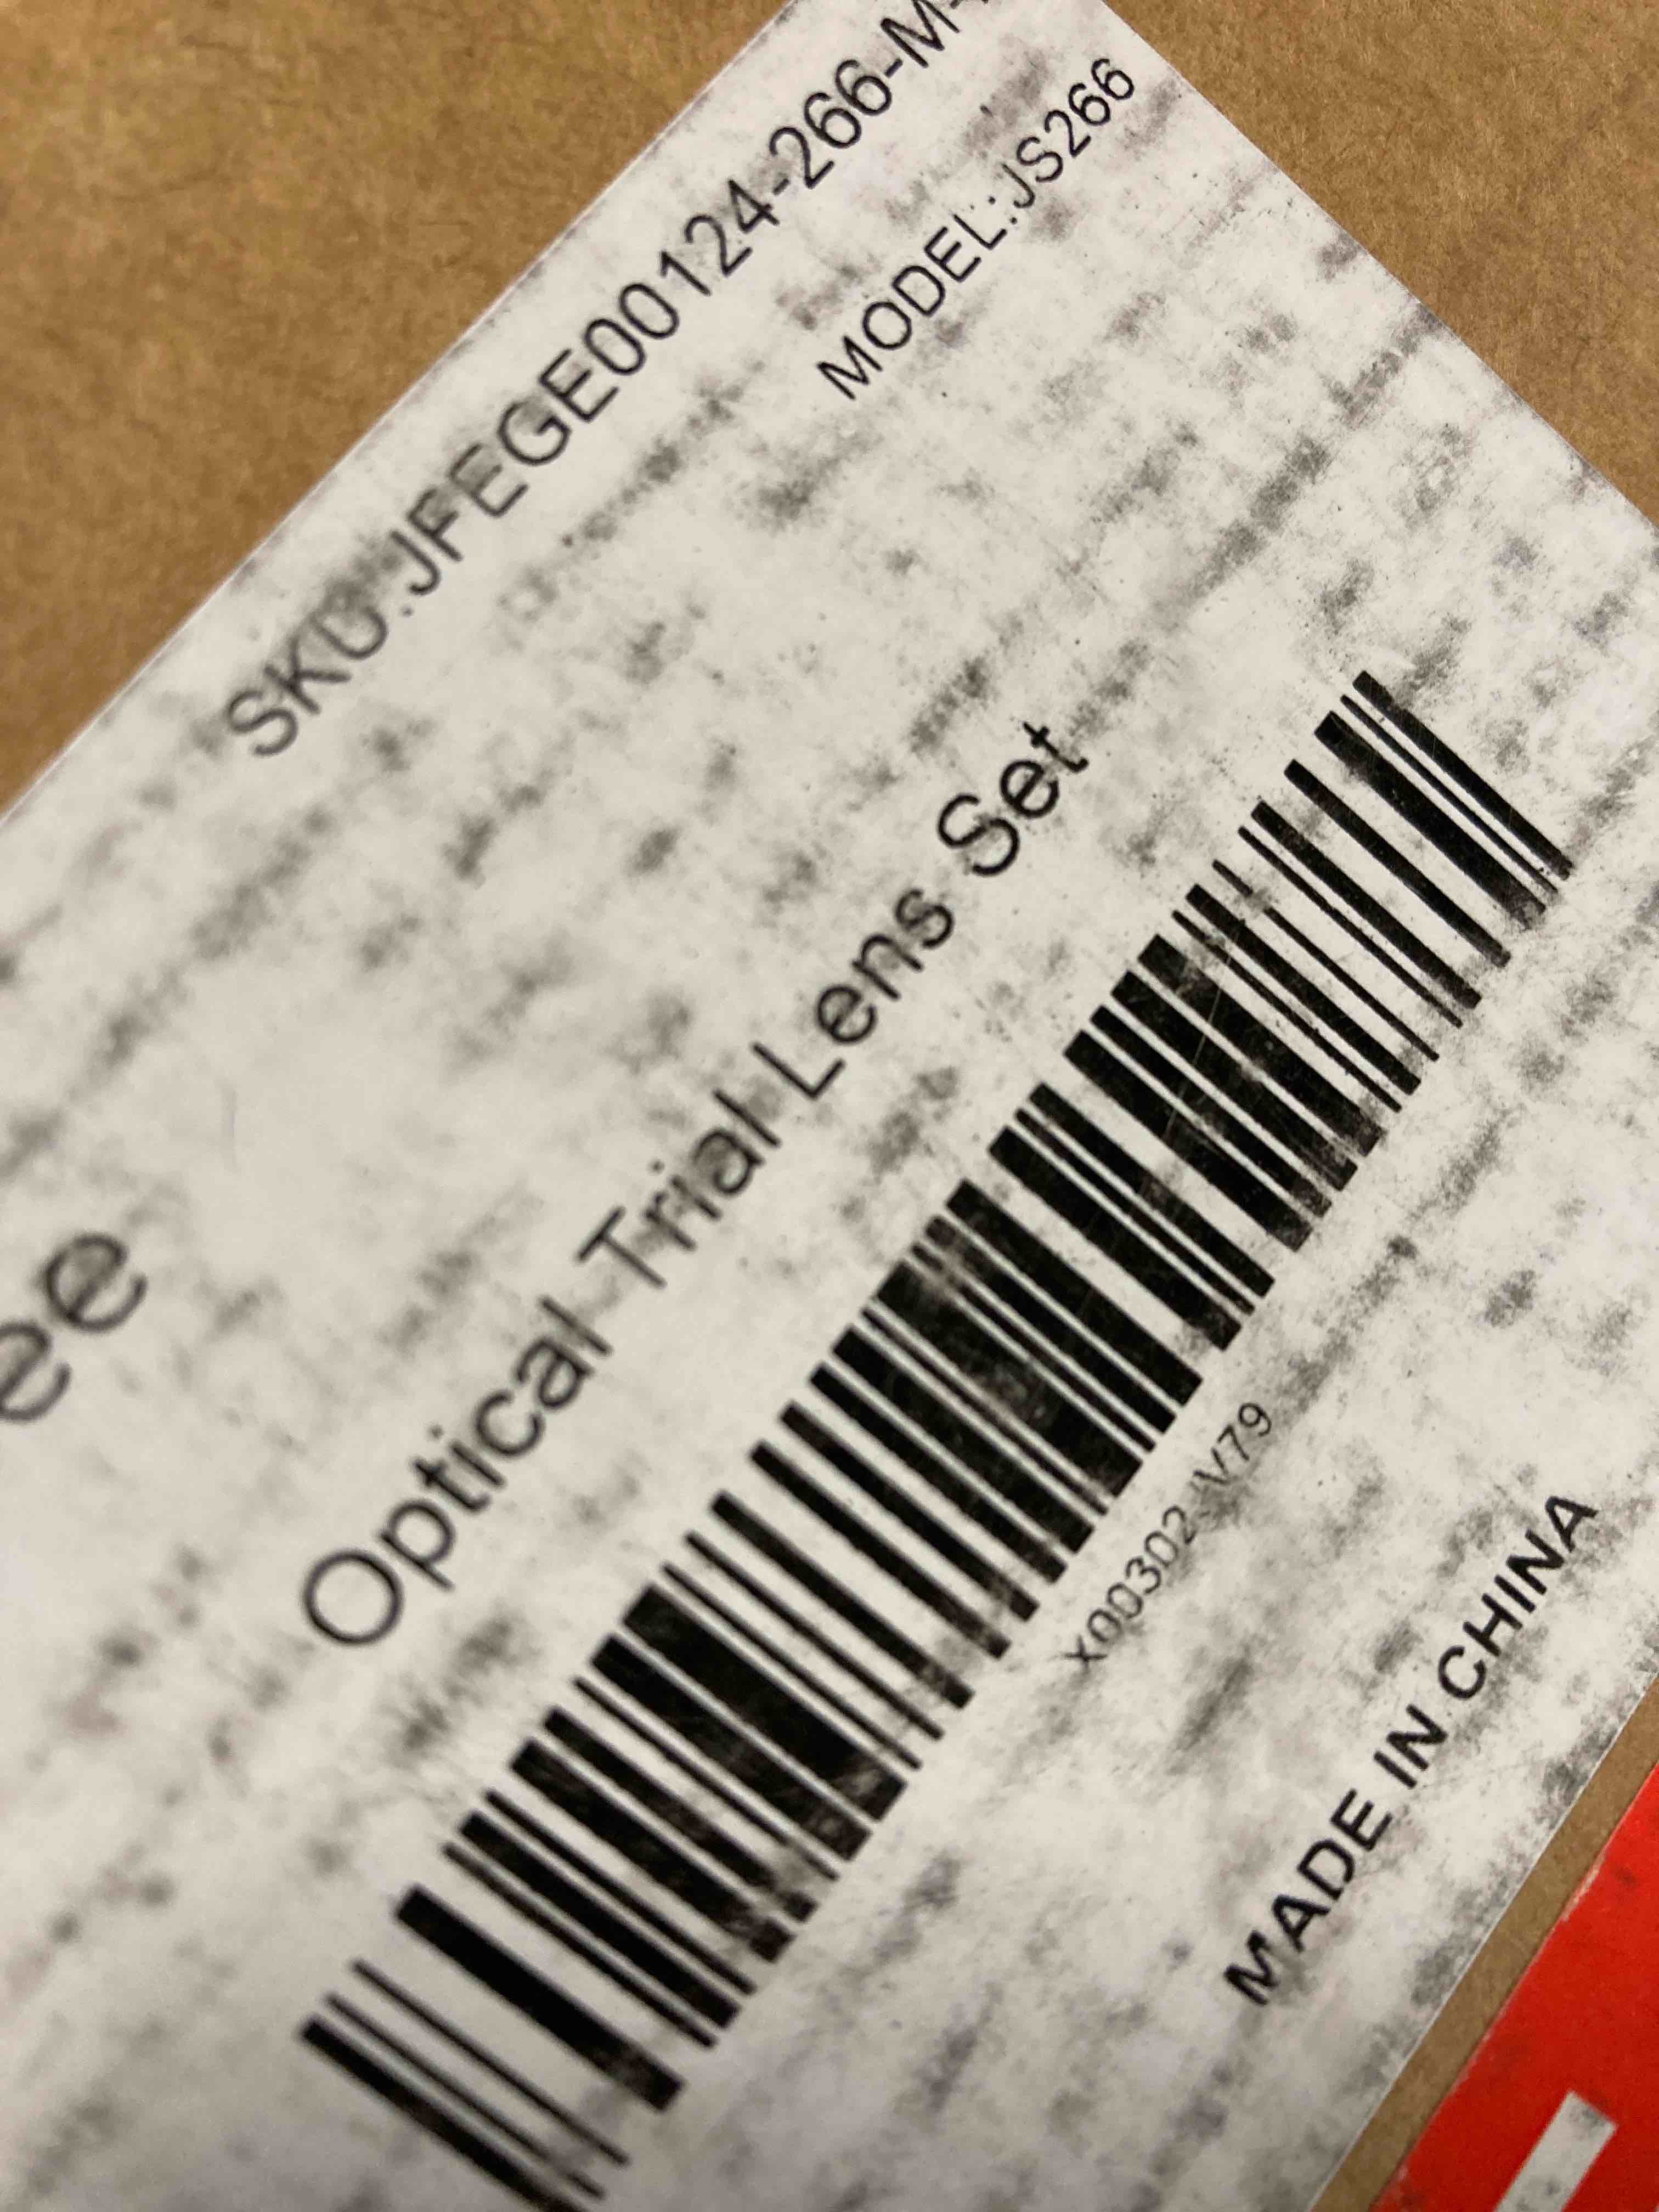 SKU:JFEGE00124-266-M
MODEL:JS266
ee
Optical Trial Lens Set
MADE IN CHINA